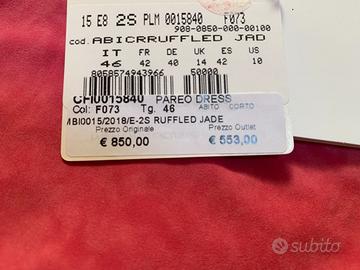 15 E8 2S PLM 0015840 F073
908-0850-000-00100
cod. ABICRRUFFLED JAD
IT FR DE UK ES US
46 42 40 14 42 10
8058574943966 50000
CFI0015840 PAREO DRESS
Col: F073 Tg. 46 ABITO CORTO
MBI0015/2018/E-2S RUFFLED JADE
Prezzo Originale Prezzo Outlet
€ 850,00 € 553,00
subito